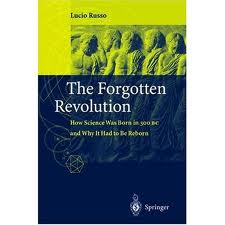 Lucio Russo
The Forgotten
Revolution
How Science Was Born in 300 BC
and Why It Had to Be Reborn
Springer